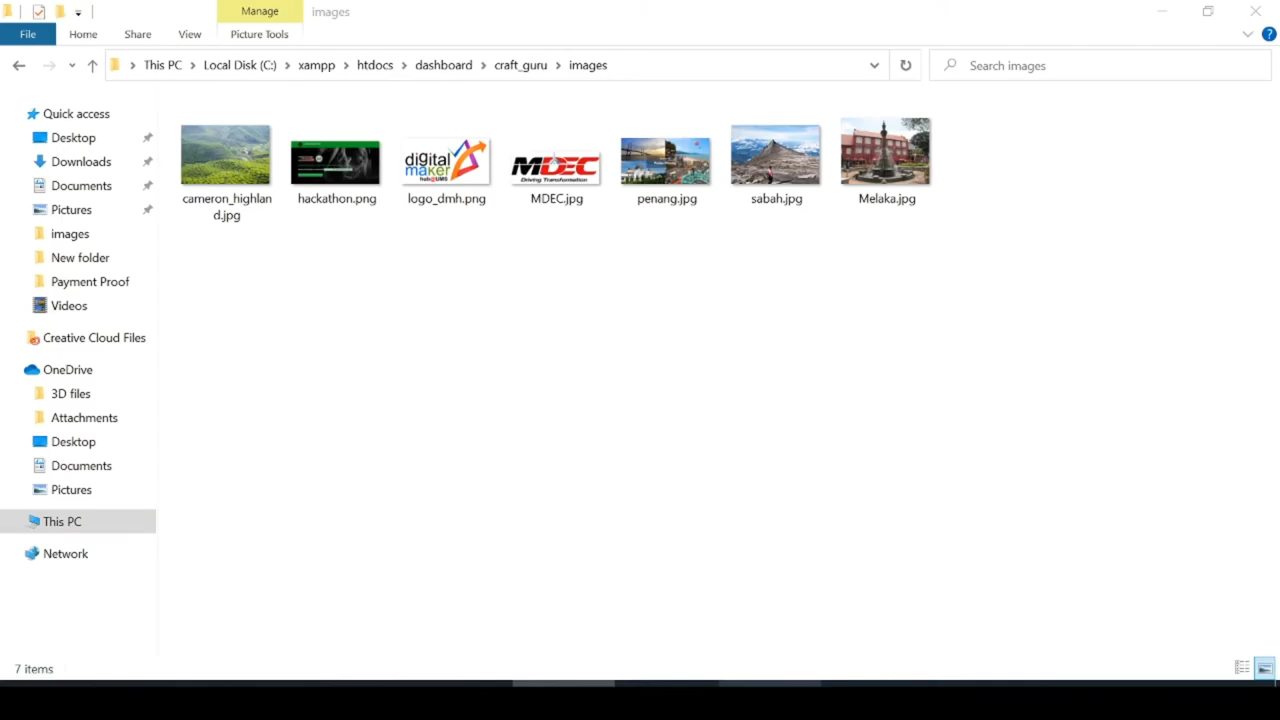 Manage
images
File
Home
Share
View
Picture Tools
This PC
Local Disk (C:)
xampp
htdocs
dashboard
craft_guru
images
Search images
Quick access
Desktop
Downloads
Documents
Pictures
images
New folder
Payment Proof
Videos
Creative Cloud Files
OneDrive
3D files
Attachments
Desktop
Documents
Pictures
This PC
Network
digital
maker
hub@UMS
MDEC
Driving Transformation
cameron_highlan
d.jpg
hackathon.png
logo_dmh.png
MDEC.jpg
penang.jpg
sabah.jpg
Melaka.jpg
7 items